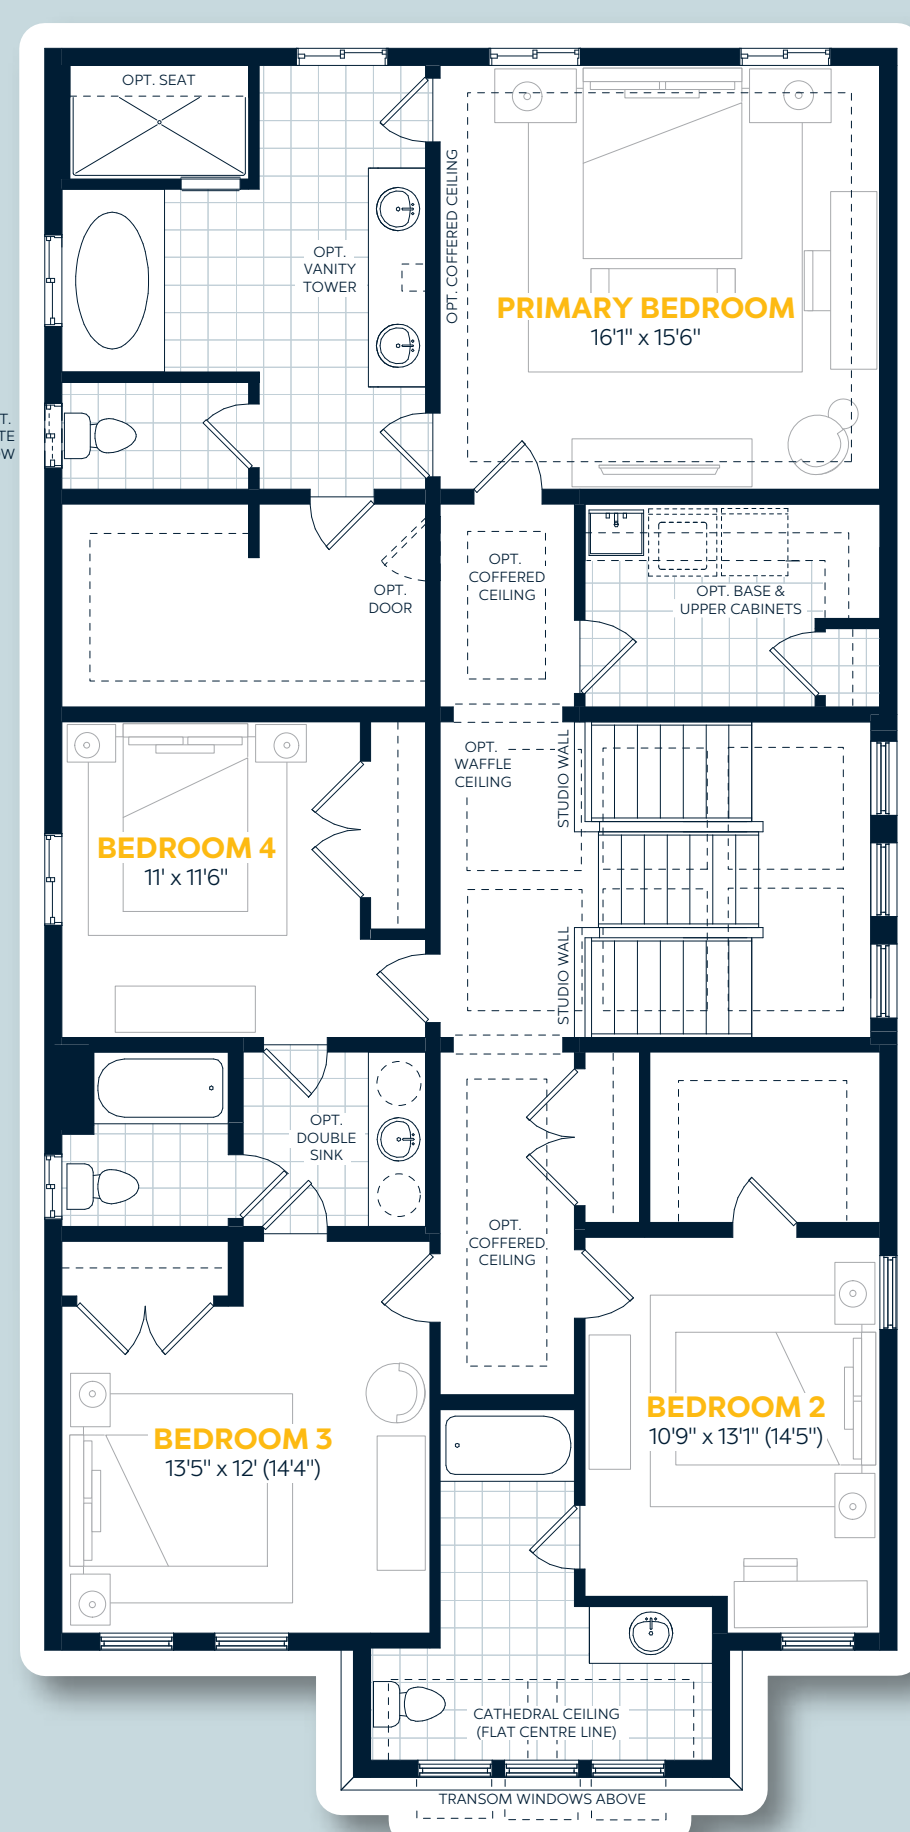 OPT. SEAT
OPT. COFFERED CEILING
OPT.
VANITY
TOWER
PRIMARY BEDROOM
16'1" x 15'6"
T.
TE
OW
OPT.
COFFERED
CEILING
OPT.
DOOR
OPT. BASE &
UPPER CABINETS
OPT.
WAFFLE
CEILING
STUDIO WALL
BEDROOM 4
11' x 11'6"
STUDIO WALL
OPT.
DOUBLE
SINK
OPT.
COFFERED
CEILING
BEDROOM 2
10'9" x 13'1" (14'5")
BEDROOM 3
13'5" x 12' (14'4")
CATHEDRAL CEILING
(FLAT CENTRE LINE)
TRANSOM WINDOWS ABOVE